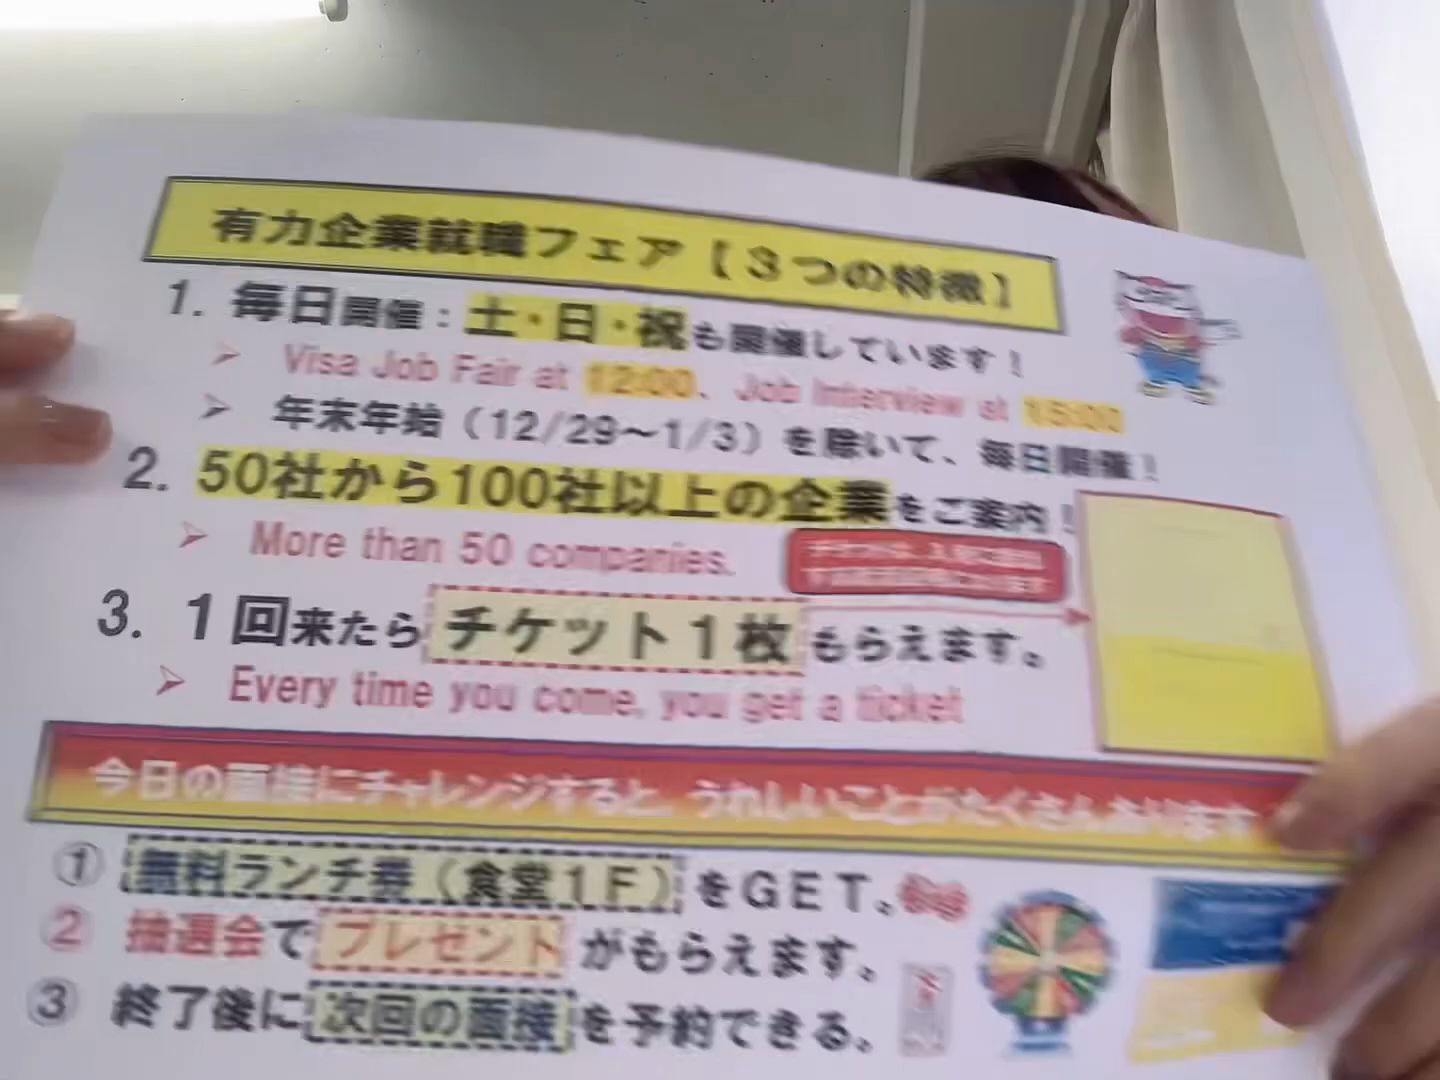 有力企業就職フェア【３つの特徴】
1. 毎日開催：土・日・祝も開催しています！
➢ Visa Job Fair at 12:00、Job Interview at 15:00
➢ 年末年始（12/29～1/3）を除いて、毎日開催！
2. 50社から100社以上の企業をご案内！
➢ More than 50 companies.
3. １回来たらチケット１枚もらえます。
➢ Every time you come, you get a ticket
今日の面接にチャレンジすると、うれしいことがたくさんあります
① 無料ランチ券（食堂１Ｆ）をＧＥＴ。
② 抽選会でプレゼントがもらえます。
③ 終了後に次回の面接を予約できる。